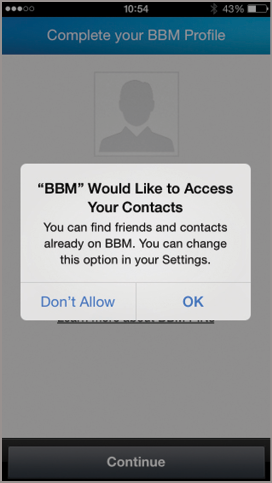 10:54
43%
Complete your BBM Profile
“BBM” Would Like to Access
Your Contacts
You can find friends and contacts
already on BBM. You can change
this option in your Settings.
Don't Allow
OK
Continue